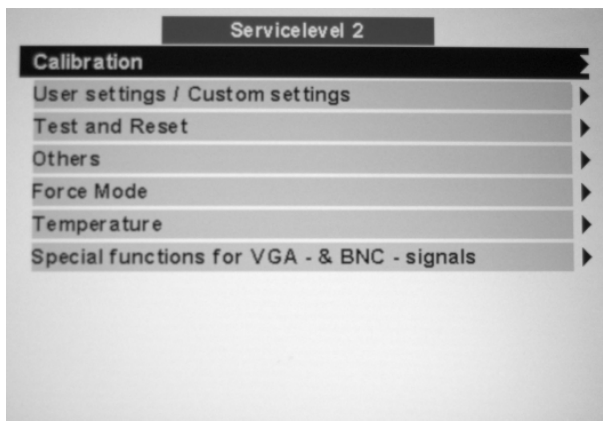 Servicelevel 2
Calibration
User settings / Custom settings
Test and Reset
Others
Force Mode
Temperature
Special functions for VGA - & BNC - signals